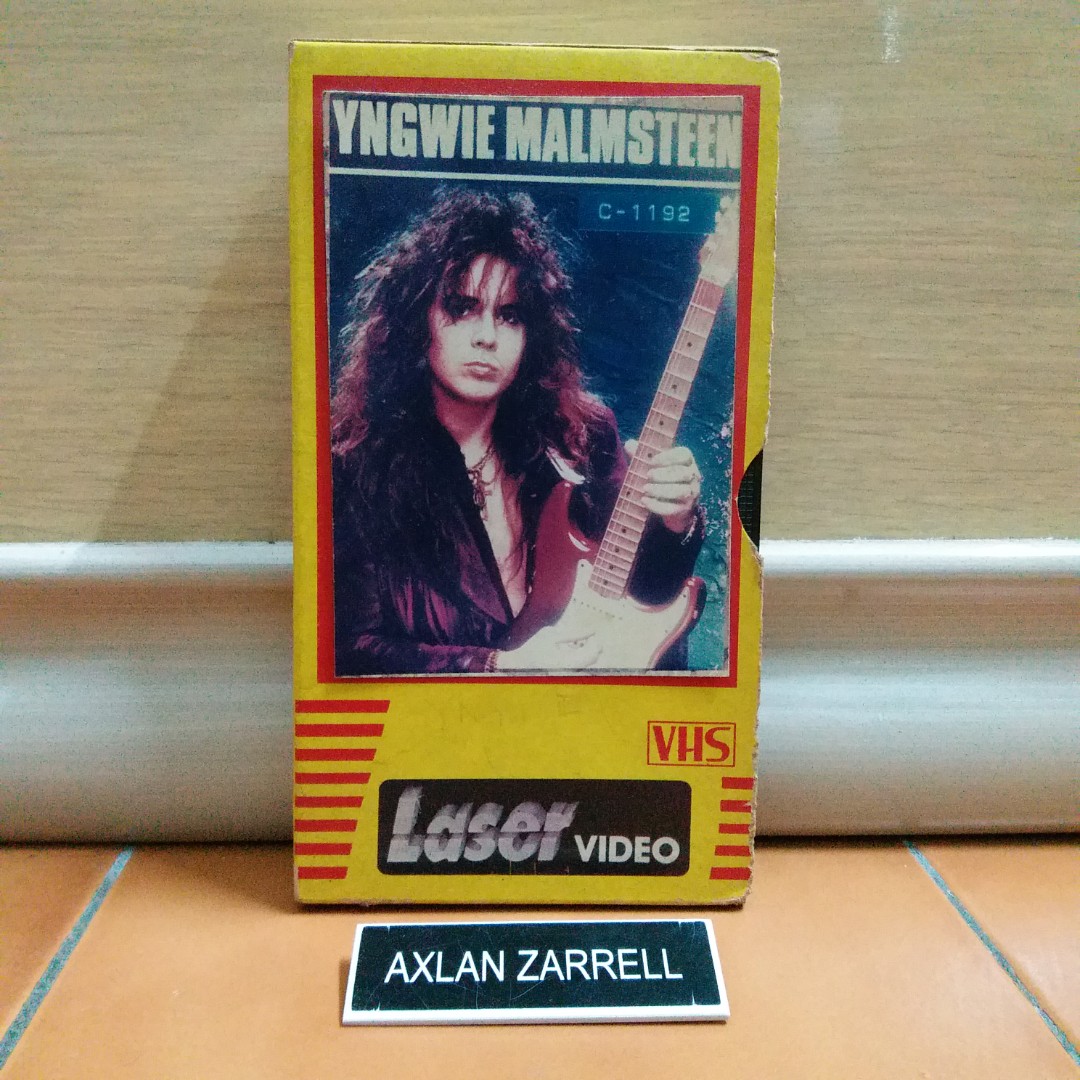 YNGWIE MALMSTEEN
C-1192
VHS
Laser VIDEO
AXLAN ZARRELL